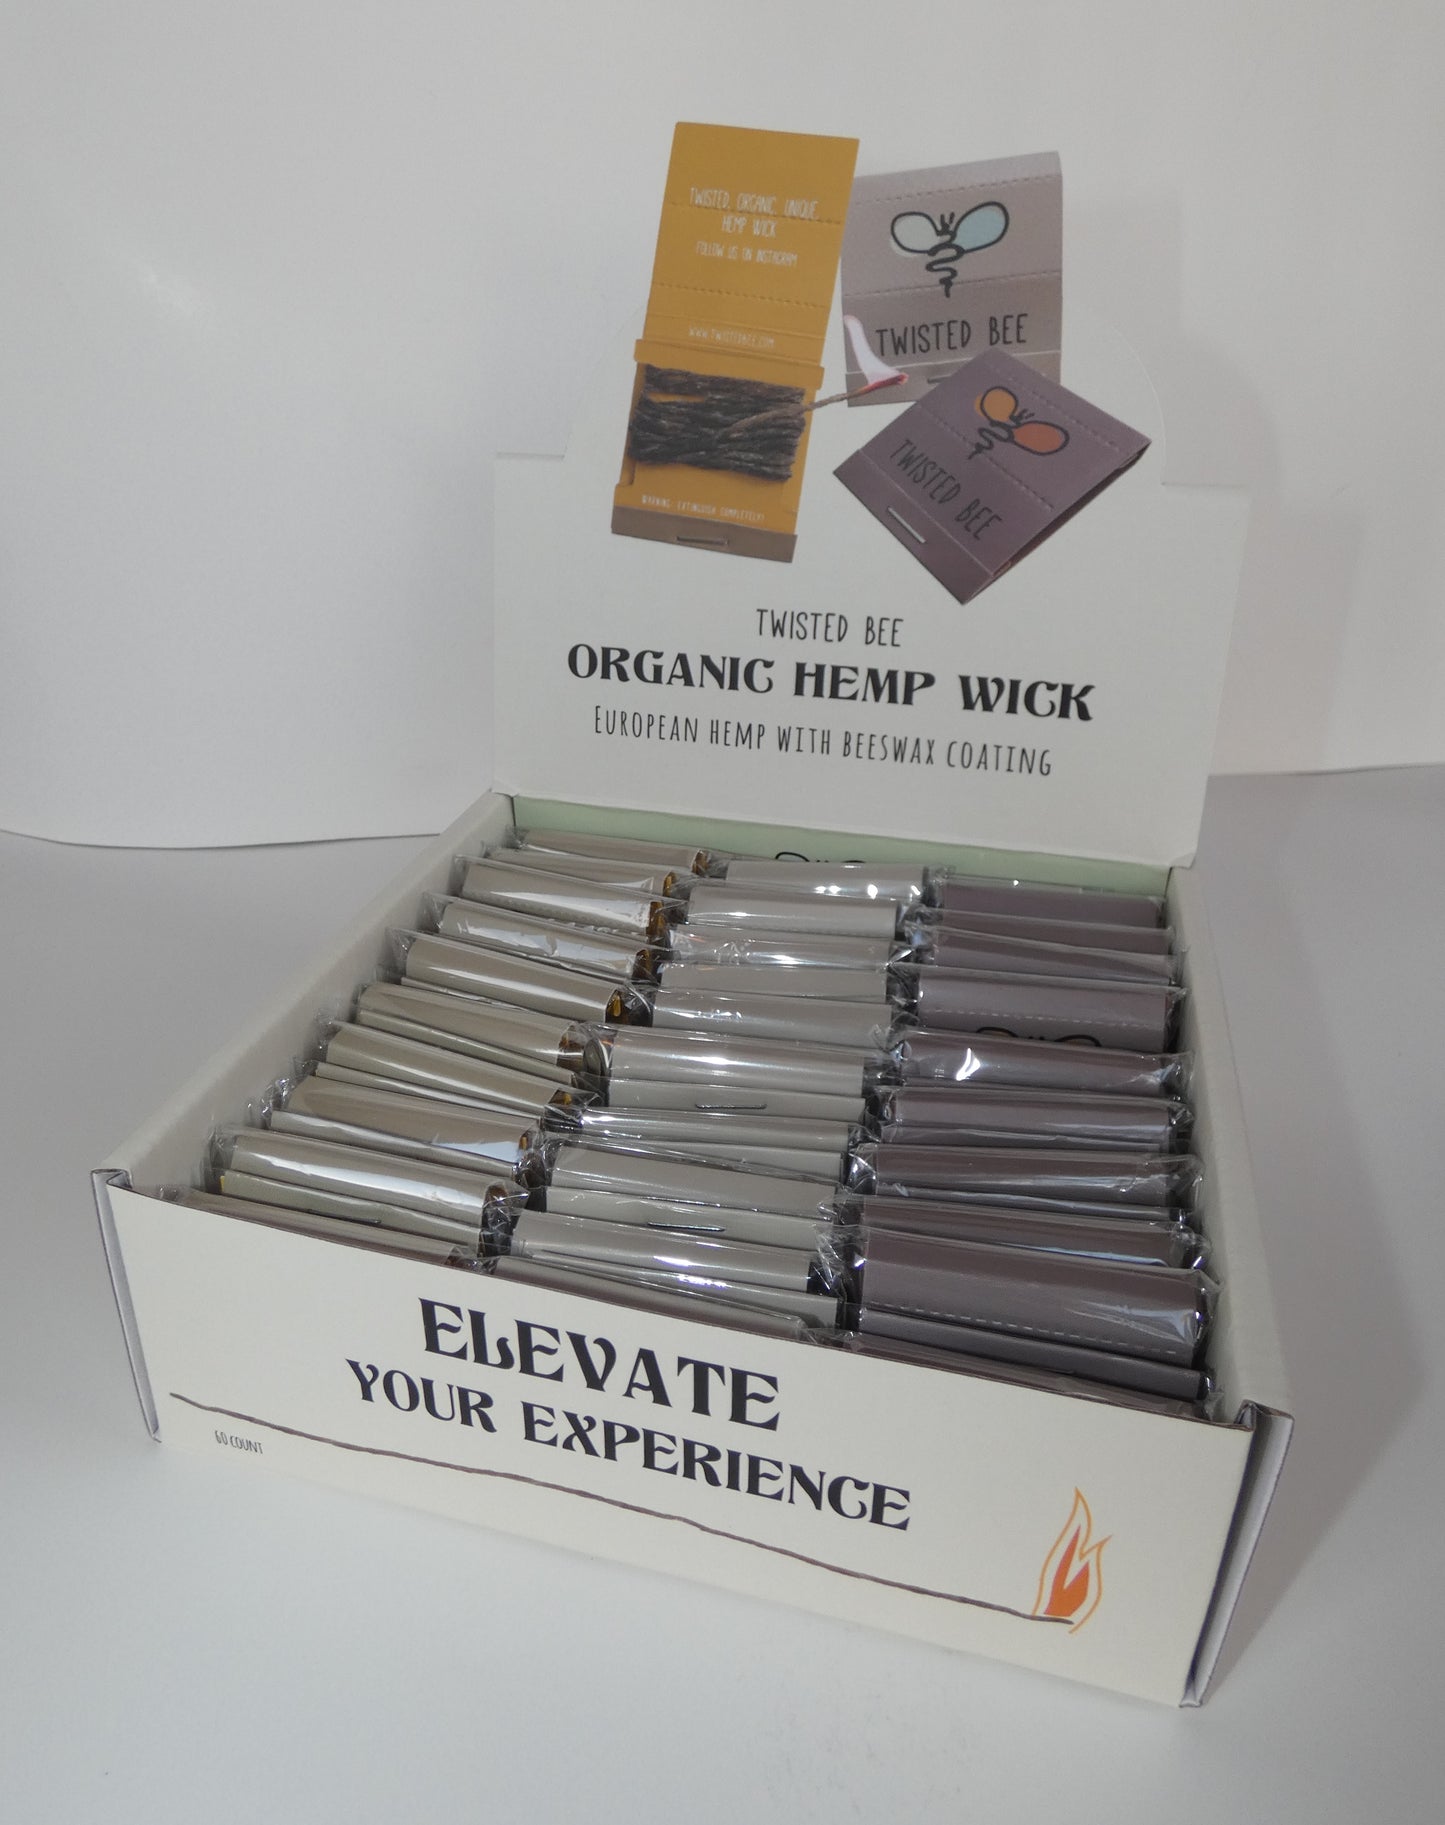 TWISTED, ORGANIC, UNIQUE,
HEMP WICK
FOLLOW US ON INSTAGRAM
WWW.TWISTEDBEE.COM
WARNING: EXTINGUISH COMPLETELY!
TWISTED BEE
TWISTED BEE
TWISTED BEE
ORGANIC HEMP WICK
EUROPEAN HEMP WITH BEESWAX COATING
ELEVATE
YOUR EXPERIENCE
60 COUNT